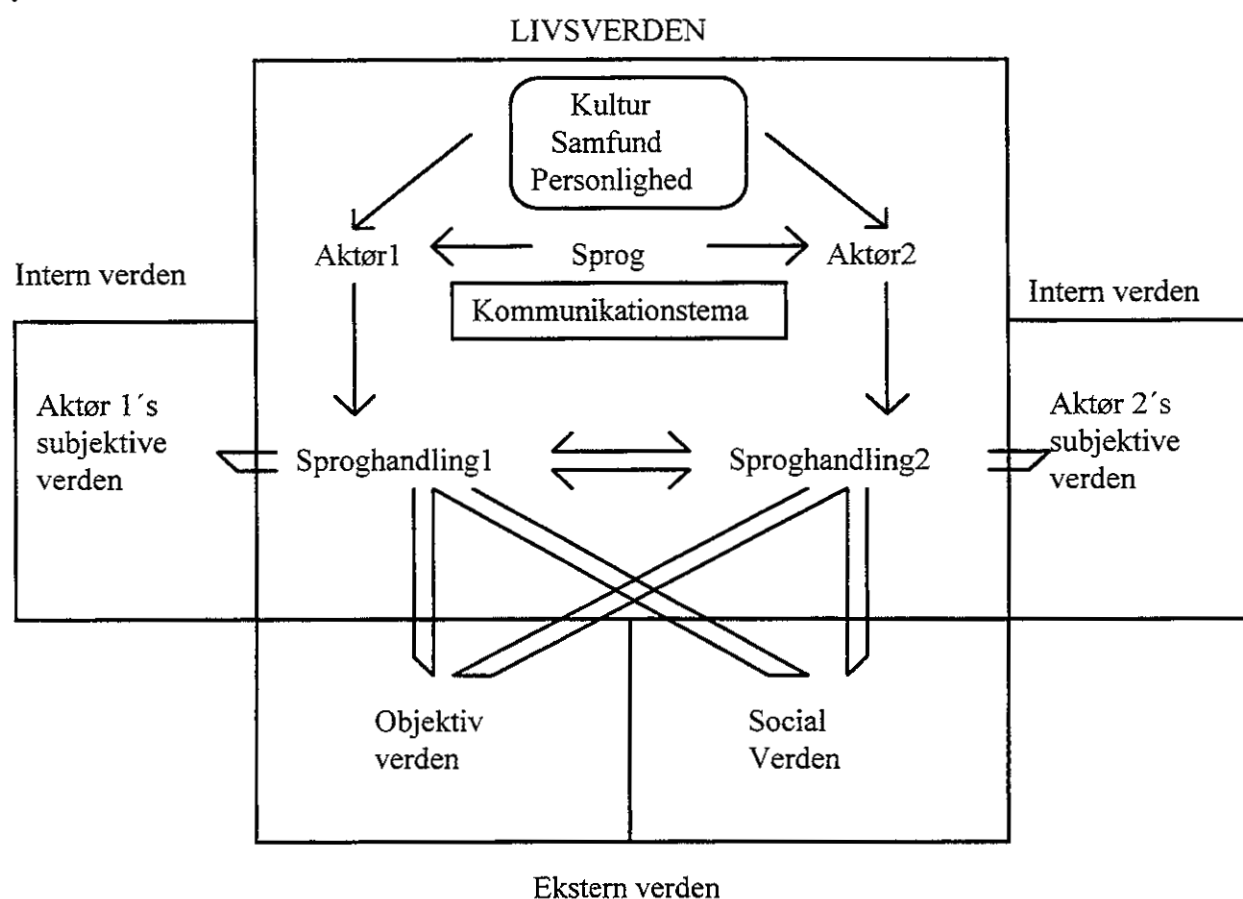 LIVSVERDEN
Kultur
Samfund
Personlighed
Aktør1
Sprog
Aktør2
Intern verden
Intern verden
Kommunikationstema
Aktør 1´s
subjektive
verden
Aktør 2´s
subjektive
verden
Sproghandling1
Sproghandling2
Objektiv
verden
Social
Verden
Ekstern verden